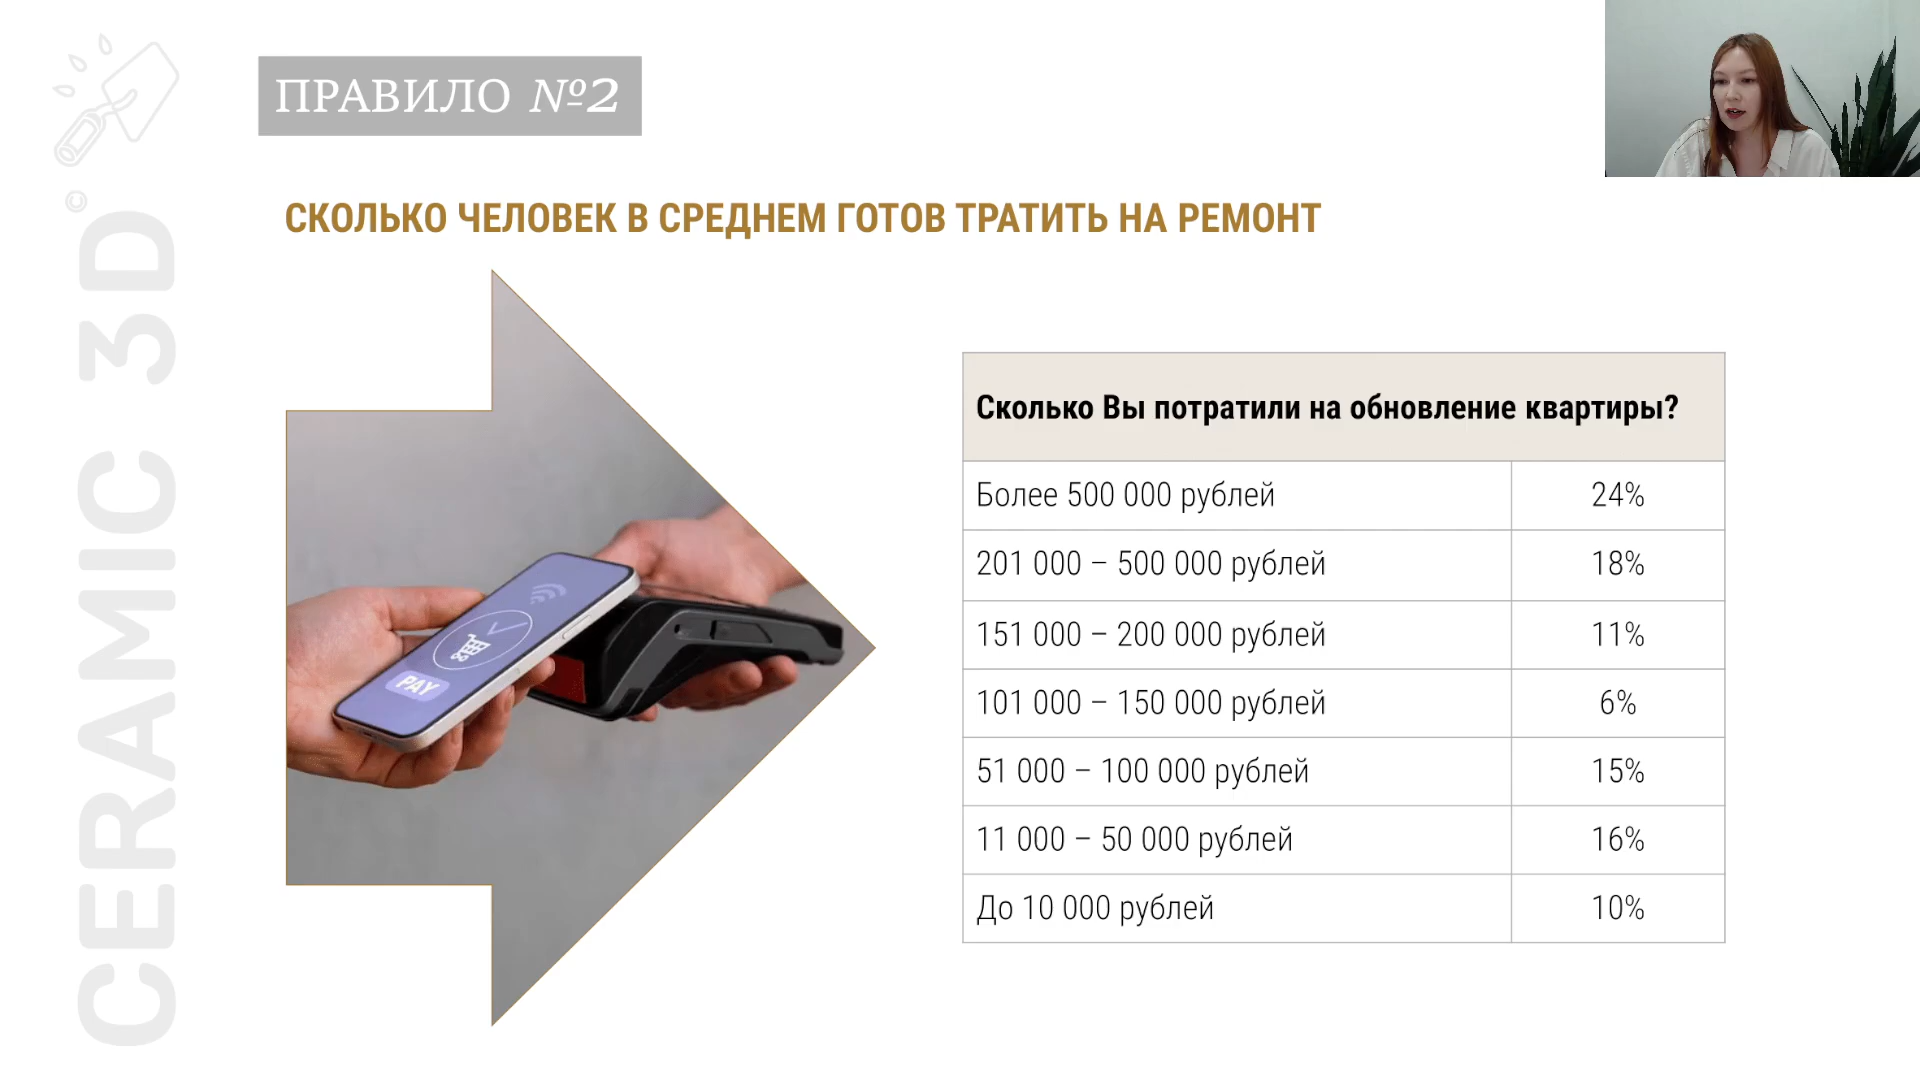 ПРАВИЛО №2
СКОЛЬКО ЧЕЛОВЕК В СРЕДНЕМ ГОТОВ ТРАТИТЬ НА РЕМОНТ
CERAMIC 3D©
PAY
Сколько Вы потратили на обновление квартиры?
Более 500 000 рублей 24%
201 000 – 500 000 рублей 18%
151 000 – 200 000 рублей 11%
101 000 – 150 000 рублей 6%
51 000 – 100 000 рублей 15%
11 000 – 50 000 рублей 16%
До 10 000 рублей 10%